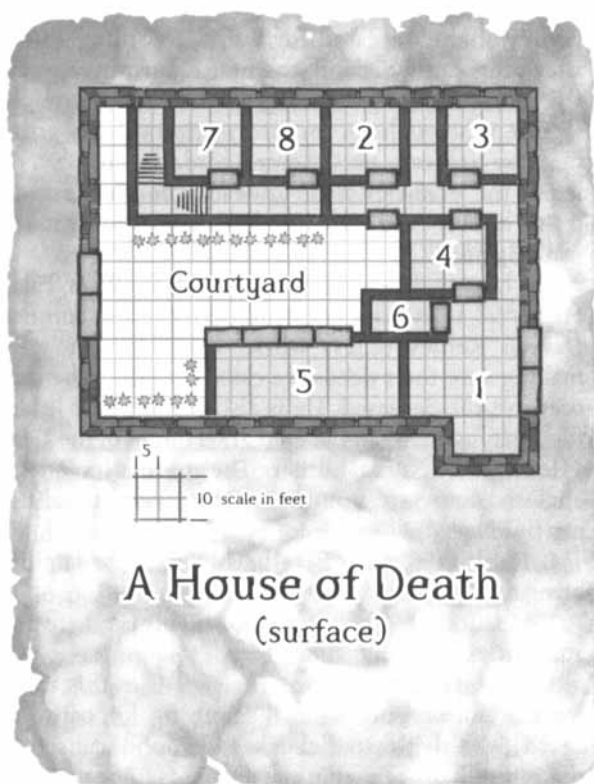 7 8 2 3
4
Courtyard
6
5 1
5
10 scale in feet
A House of Death
(surface)